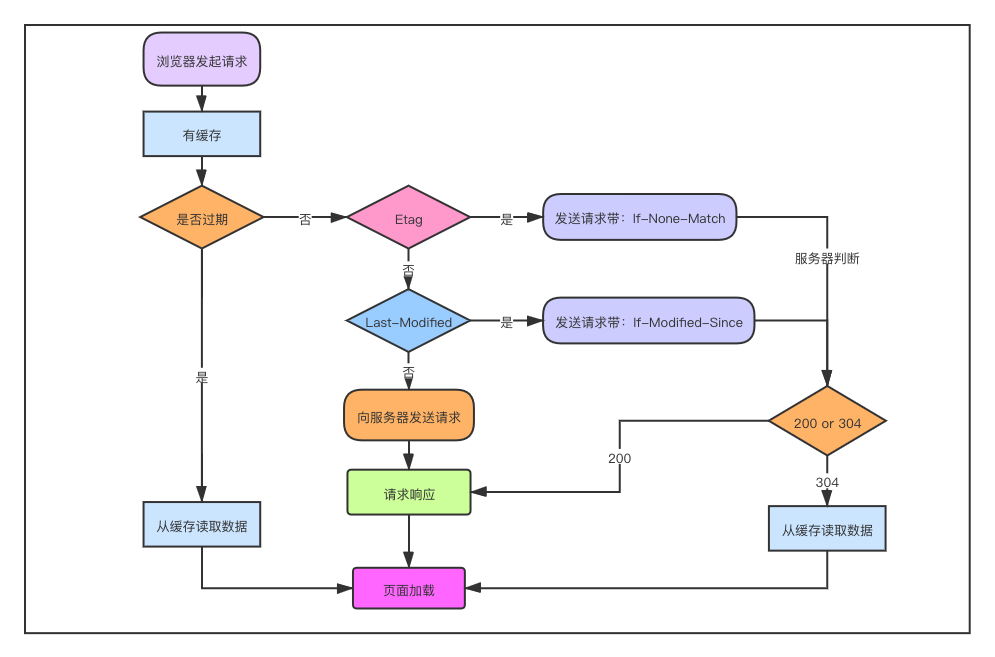 浏览器发起请求
有缓存
是否过期
否
Etag
是
发送请求带：If-None-Match
服务器判断
否
Last-Modified
是
发送请求带：If-Modified-Since
是
否
向服务器发送请求
200 or 304
200
304
请求响应
从缓存读取数据
从缓存读取数据
页面加载